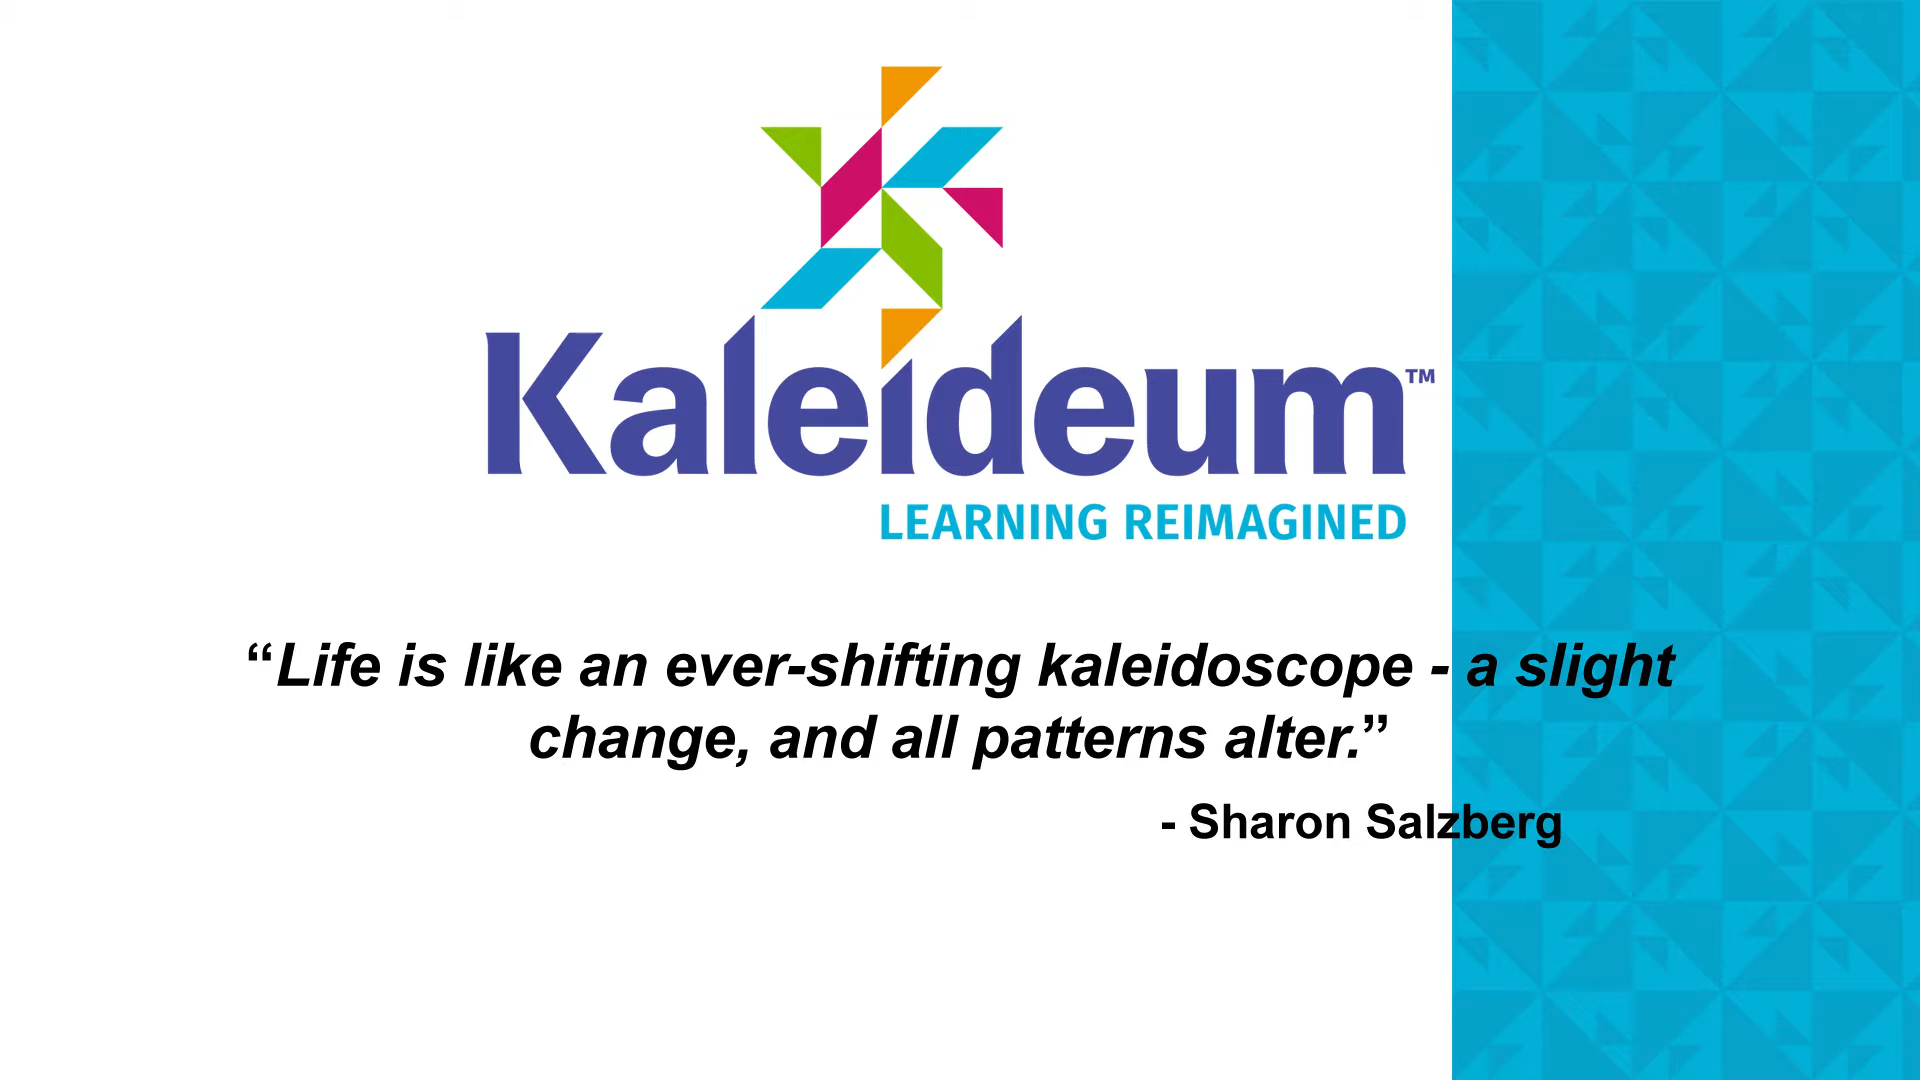 Kaleideum™
LEARNING REIMAGINED
“Life is like an ever-shifting kaleidoscope - a slight
change, and all patterns alter.”
- Sharon Salzberg